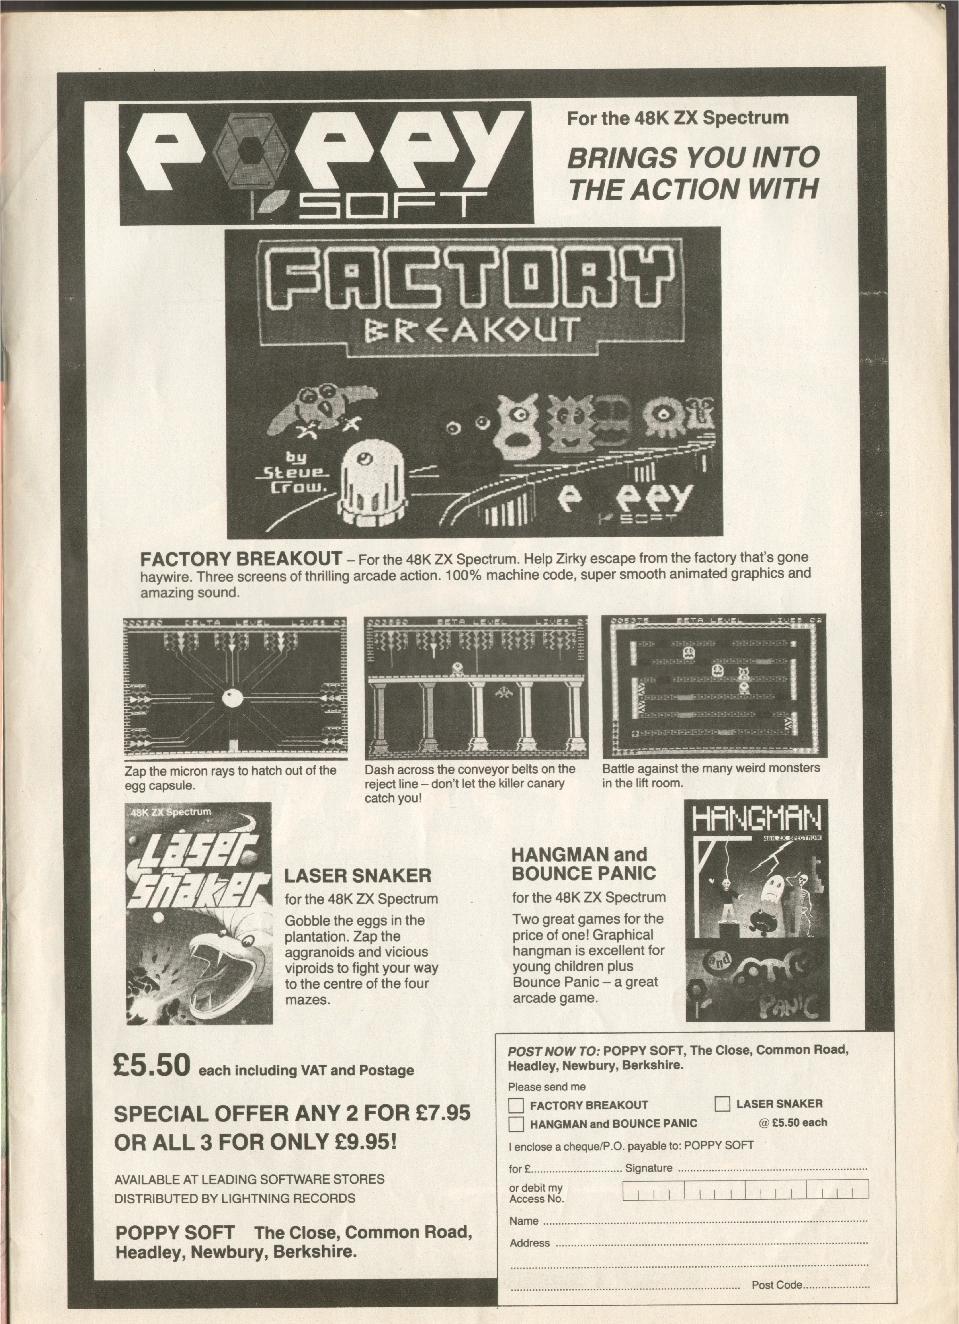 POPPY
SOFT
For the 48K ZX Spectrum
BRINGS YOU INTO
THE ACTION WITH
FACTORY
BREAKOUT
by
Steve
Crow.
POPPY
SOFT
FACTORY BREAKOUT – For the 48K ZX Spectrum. Help Zirky escape from the factory that's gone
haywire. Three screens of thrilling arcade action. 100% machine code, super smooth animated graphics and
amazing sound.
DELTA LEVEL LIVES
BETA LEVEL LIVES
BETA LEVEL LIVES
Zap the micron rays to hatch out of the
egg capsule.
Dash across the conveyor belts on the
reject line – don't let the killer canary
catch you!
Battle against the many weird monsters
in the lift room.
48K ZX Spectrum
Laser
Snaker
LASER SNAKER
for the 48K ZX Spectrum
Gobble the eggs in the
plantation. Zap the
aggranoids and vicious
viproids to fight your way
to the centre of the four
mazes.
HANGMAN and
BOUNCE PANIC
for the 48K ZX Spectrum
Two great games for the
price of one! Graphical
hangman is excellent for
young children plus
Bounce Panic – a great
arcade game.
HANGMAN
48K ZX SPECTRUM
and
PANIC
£5.50 each including VAT and Postage
SPECIAL OFFER ANY 2 FOR £7.95
OR ALL 3 FOR ONLY £9.95!
AVAILABLE AT LEADING SOFTWARE STORES
DISTRIBUTED BY LIGHTNING RECORDS
POPPY SOFT The Close, Common Road,
Headley, Newbury, Berkshire.
POST NOW TO: POPPY SOFT, The Close, Common Road,
Headley, Newbury, Berkshire.
Please send me
FACTORY BREAKOUT
LASER SNAKER
HANGMAN and BOUNCE PANIC
@ £5.50 each
I enclose a cheque/P.O. payable to: POPPY SOFT
for £.............................. Signature ..............................
or debit my
Access No.
Name ..............................
Address ..............................
.............................. Post Code..............................